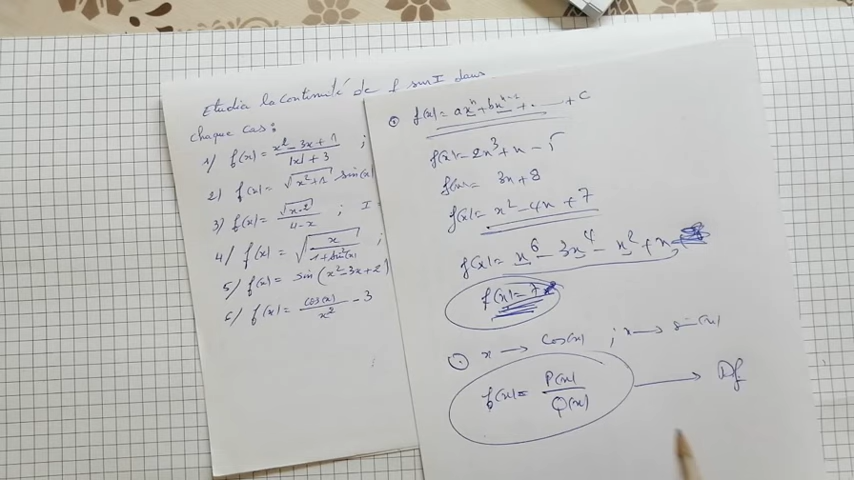 Etudier la continuité de f sur I dans
chaque cas :
1/ f(x) = x² - 3x + 1 / |x| + 3 ;
2) f(x) = √(x²+1) sin(x)
3/ f(x) = √(x-2) / 4-x ; I
4/ f(x) = √(x / 1+sin²(x)) ;
5/ f(x) = sin(x²-3x+2)
6/ f(x) = cos(x) / x² - 3
f(x) = axⁿ + bxⁿ⁻¹ + . — + c
f(x) = -2x³ + x - 5
f(x) = 3x + 8
f(x) = x² - 4x + 7
f(x) = x⁶ - 3x⁴ - x² + x
f(x) = 7
x → cos(x) ; x → sin(x)
f(x) = P(x) / Q(x) → Df